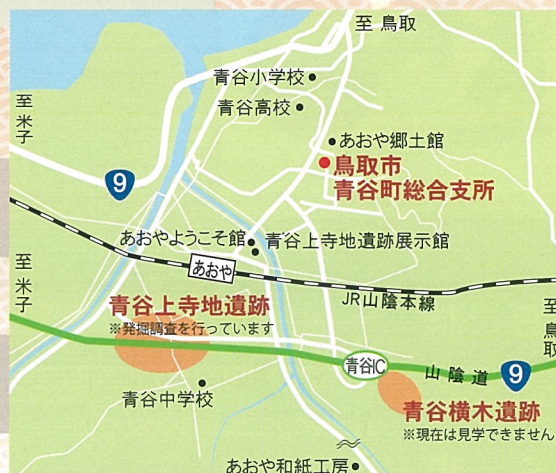 至 鳥取
青谷小学校
青谷高校
至 米子
あおや郷土館
鳥取市
青谷町総合支所
9
あおやようこそ館
青谷上寺地遺跡展示館
あおや
至 米子
JR山陰本線
青谷上寺地遺跡
※発掘調査を行っています
至 鳥取
青谷IC
山陰道
9
青谷中学校
青谷横木遺跡
※現在は見学できません
あおや和紙工房